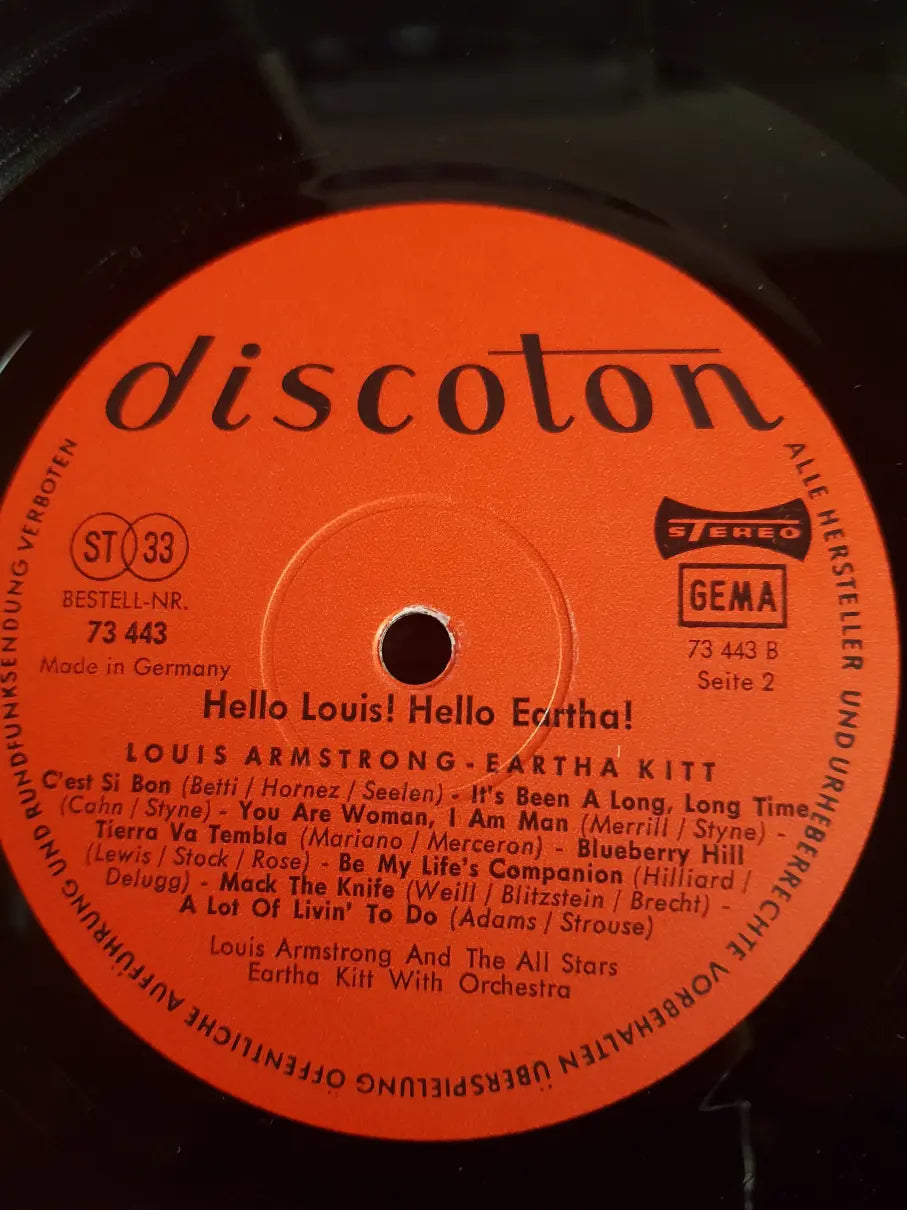 discoton
ST 33
BESTELL-NR.
73 443
Made in Germany
STEREO
GEMA
73 443 B
Seite 2
Hello Louis! Hello Eartha!
LOUIS ARMSTRONG - EARTHA KITT
C'est Si Bon (Betti / Hornez / Seelen) - It's Been A Long, Long Time
(Cahn / Styne) - You Are Woman, I Am Man (Merrill / Styne) -
Tierra Va Tembla (Mariano / Merceron) - Blueberry Hill
(Lewis / Stock / Rose) - Be My Life's Companion (Hilliard /
Delugg) - Mack The Knife (Weill / Blitzstein / Brecht) -
A Lot Of Livin' To Do (Adams / Strouse)
Louis Armstrong And The All Stars
Eartha Kitt With Orchestra
ALLE HERSTELLER UND URHEBERRECHTE VORBEHALTEN ÜBERSPIELUNG ÖFFENTLICHE AUFFÜHRUNG UND RUNDFUNKSENDUNG VERBOTEN